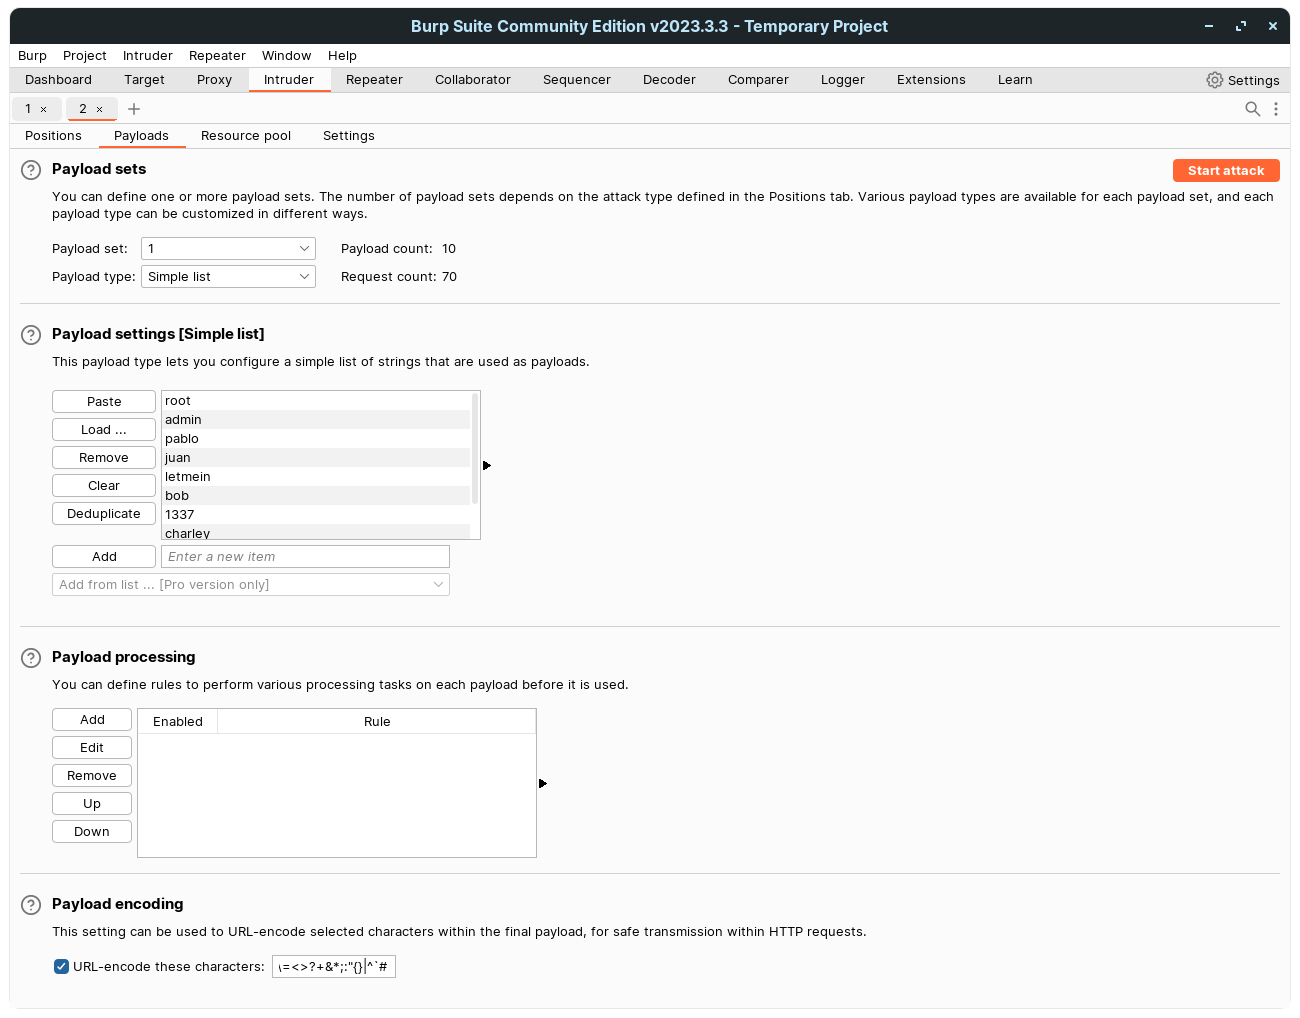 Burp Suite Community Edition v2023.3.3 - Temporary Project
Burp Project Intruder Repeater Window Help
Dashboard Target Proxy Intruder Repeater Collaborator Sequencer Decoder Comparer Logger Extensions Learn Settings
1 × 2 × +
Positions Payloads Resource pool Settings
Payload sets
Start attack
You can define one or more payload sets. The number of payload sets depends on the attack type defined in the Positions tab. Various payload types are available for each payload set, and each
payload type can be customized in different ways.
Payload set: 1 Payload count: 10
Payload type: Simple list Request count: 70
Payload settings [Simple list]
This payload type lets you configure a simple list of strings that are used as payloads.
Paste
Load ...
Remove
Clear
Deduplicate
root
admin
pablo
juan
letmein
bob
1337
charley
Add Enter a new item
Add from list ... [Pro version only]
Payload processing
You can define rules to perform various processing tasks on each payload before it is used.
Add
Edit
Remove
Up
Down
Enabled Rule
Payload encoding
This setting can be used to URL-encode selected characters within the final payload, for safe transmission within HTTP requests.
URL-encode these characters: \=<>?+&*;:"{}|^`#